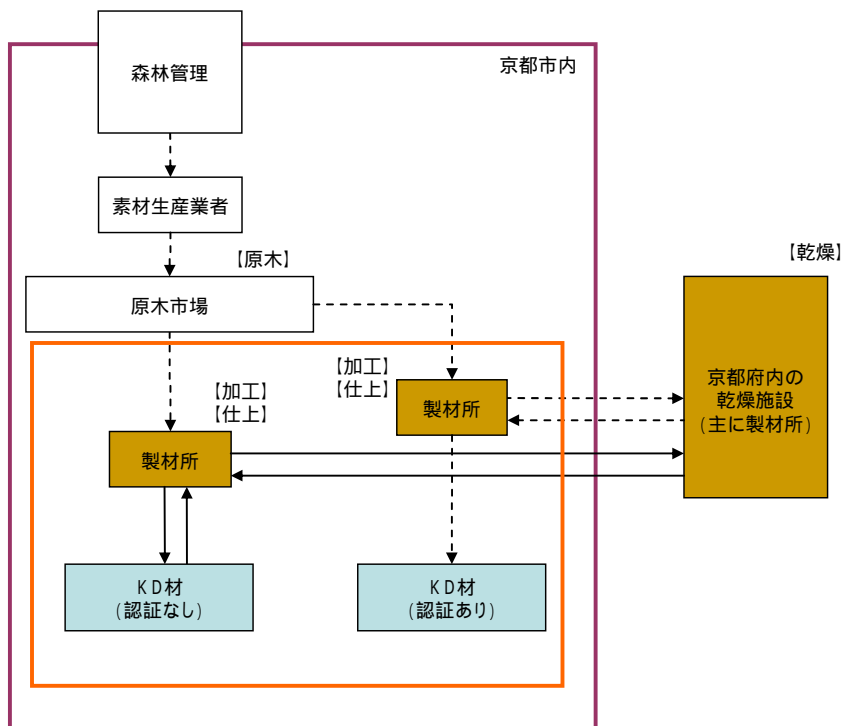 森林管理
京都市内
素材生産業者
【原木】
【乾燥】
原木市場
【加工】
【仕上】
京都府内の
乾燥施設
(主に製材所)
製材所
【加工】
【仕上】
製材所
KD材
(認証なし)
KD材
(認証あり)